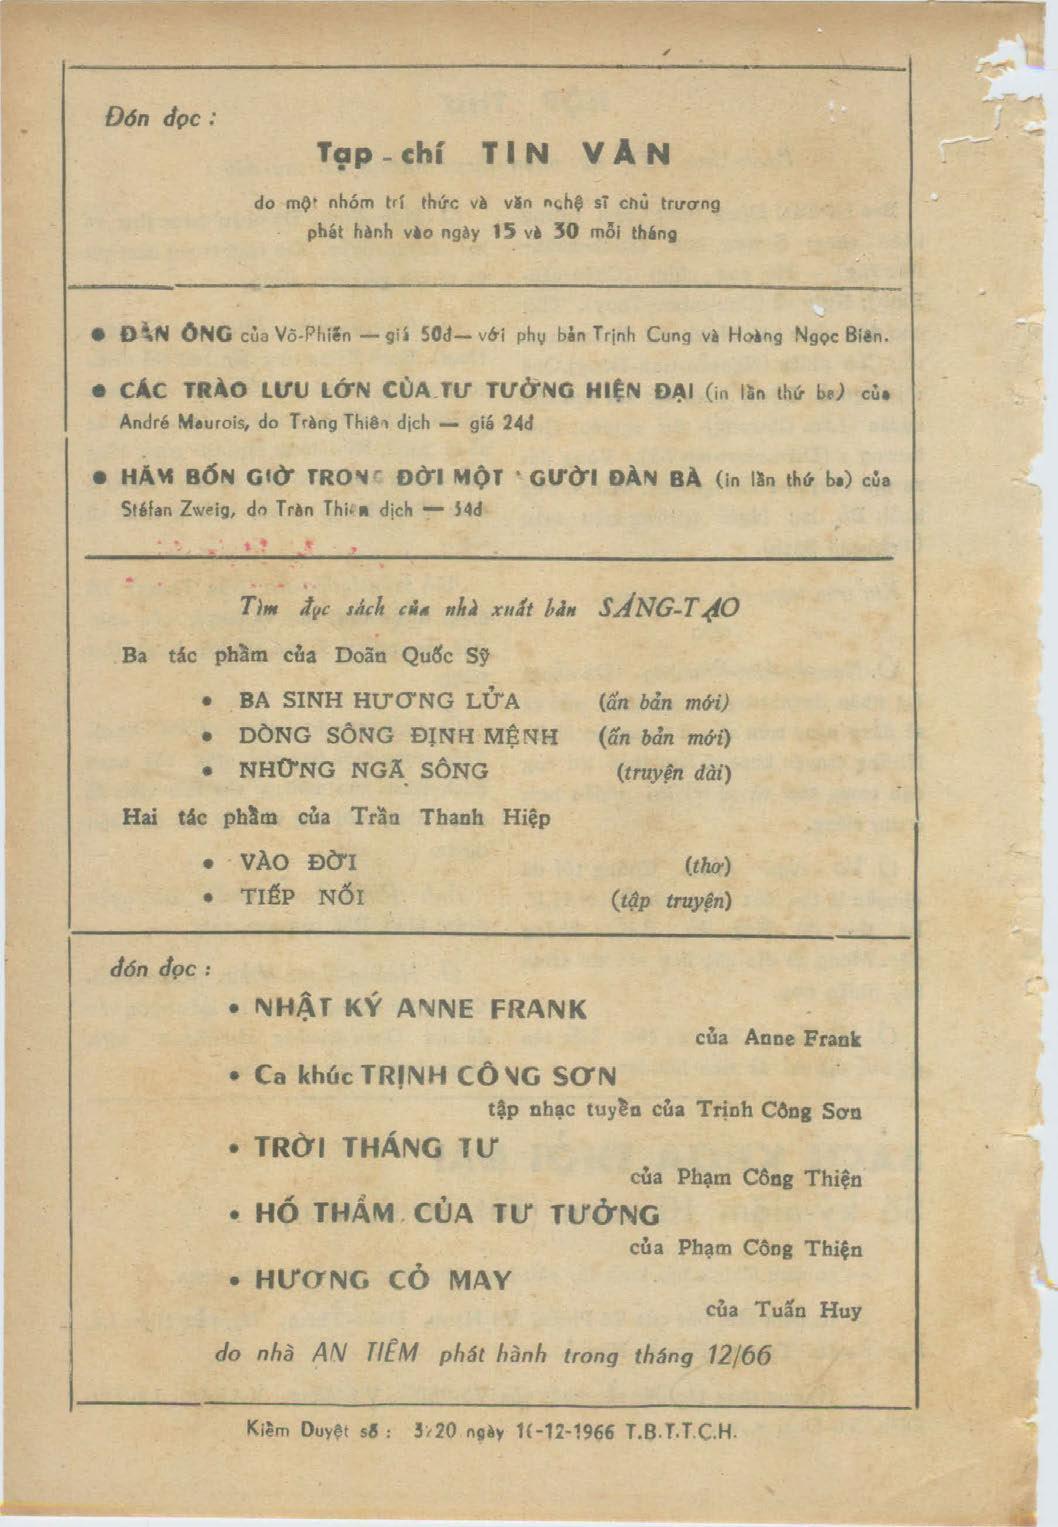 Đón đọc :
Tạp - chí TIN VĂN
do một nhóm trí thức và văn nghệ sĩ chủ trương
phát hành vào ngày 15 và 30 mỗi tháng
• ĐÀN ÔNG của Võ-Phiến — giá 50đ— với phụ bản Trịnh Cung và Hoàng Ngọc Biên.
• CÁC TRÀO LƯU LỚN CỦA TƯ TƯỞNG HIỆN ĐẠI (in lần thứ ba) của
André Maurois, do Tràng Thiên dịch — giá 24đ
• HĂM BỐN GIỜ TRONG ĐỜI MỘT NGƯỜI ĐÀN BÀ (in lần thứ ba) của
Stéfan Zweig, do Tràn Thiên dịch —
Tìm đọc sách của nhà xuất bản SÁNG-TẠO
Ba tác phẩm của Doãn Quốc Sỹ
• BA SINH HƯƠNG LỬA (ấn bản mới)
• DÒNG SÔNG ĐỊNH MỆNH (ấn bản mới)
• NHỮNG NGÃ SÔNG (truyện dài)
Hai tác phẩm của Trần Thanh Hiệp
• VÀO ĐỜI (thơ)
• TIẾP NỐI (tập truyện)
đón đọc :
• NHẬT KÝ ANNE FRANK
của Anne Frank
• Ca khúc TRỊNH CÔNG SƠN
tập nhạc tuyển của Trịnh Công Sơn
• TRỜI THÁNG TƯ
của Phạm Công Thiện
• HỐ THẨM CỦA TƯ TƯỞNG
của Phạm Công Thiện
• HƯƠNG CỎ MAY
của Tuấn Huy
do nhà AN TIÊM phát hành trong tháng 12/66
Kiểm Duyệt số : ngày T.B.T.T.C.H.